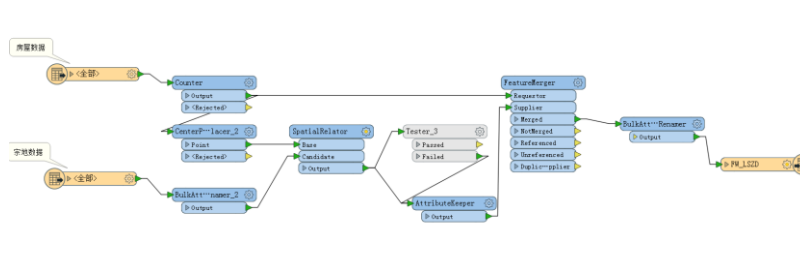 房屋数据
<全部>
Counter
Output
<Rejected>
CenterP…lacer_2
Point
<Rejected>
宗地数据
<全部>
BulkAtt…namer_2
Output
SpatialRelator
Base
Candidate
Output
Tester_3
Passed
Failed
AttributeKeeper
Output
FeatureMerger
Requestor
Supplier
Merged
NotMerged
Referenced
Unreferenced
Duplic…pplier
BulkAtt…Renamer
Output
FW_LSZD